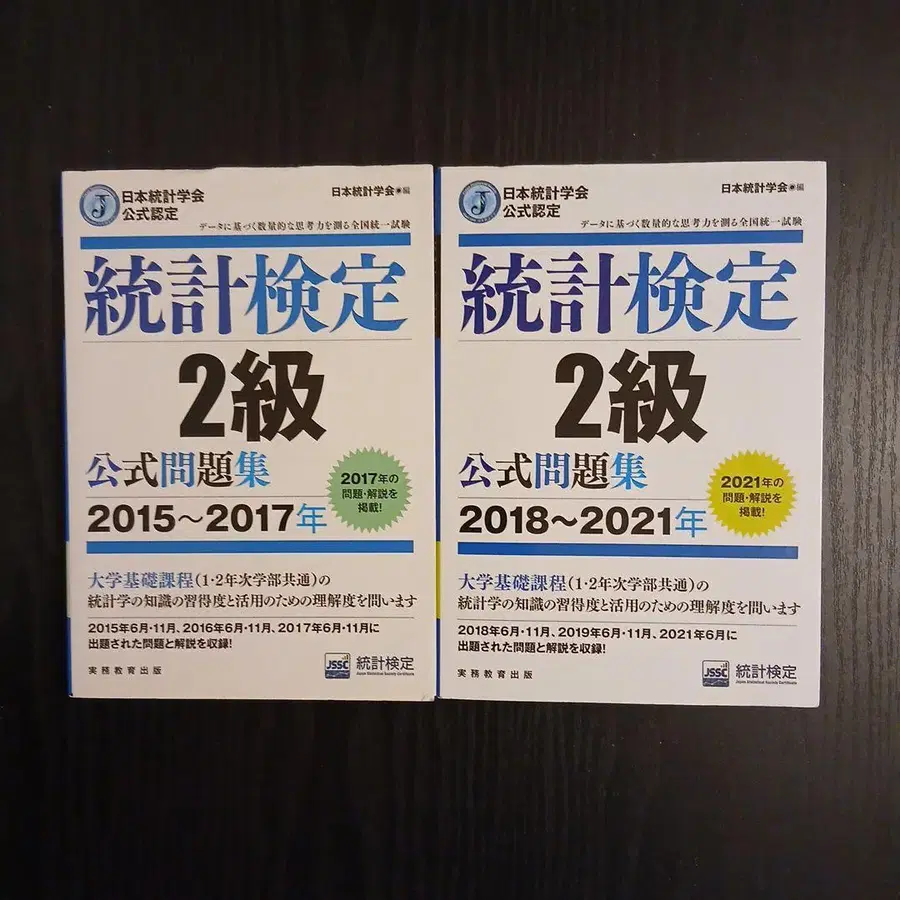 日本統計学会
公式認定
日本統計学会◉編
データに基づく数量的な思考力を測る全国統一試験
統計検定
2級
公式問題集
2015～2017年
2017年の
問題・解説を
掲載!
大学基礎課程(1・2年次学部共通)の
統計学の知識の習得度と活用のための理解度を問います
2015年6月・11月、2016年6月・11月、2017年6月・11月に
出題された問題と解説を収録!
実務教育出版
JSSC
統計検定
Japan Statistical Society Certificate
日本統計学会
公式認定
日本統計学会◉編
データに基づく数量的な思考力を測る全国統一試験
統計検定
2級
公式問題集
2018～2021年
2021年の
問題・解説を
掲載!
大学基礎課程(1・2年次学部共通)の
統計学の知識の習得度と活用のための理解度を問います
2018年6月・11月、2019年6月・11月、2021年6月に
出題された問題と解説を収録!
実務教育出版
JSSC
統計検定
Japan Statistical Society Certificate